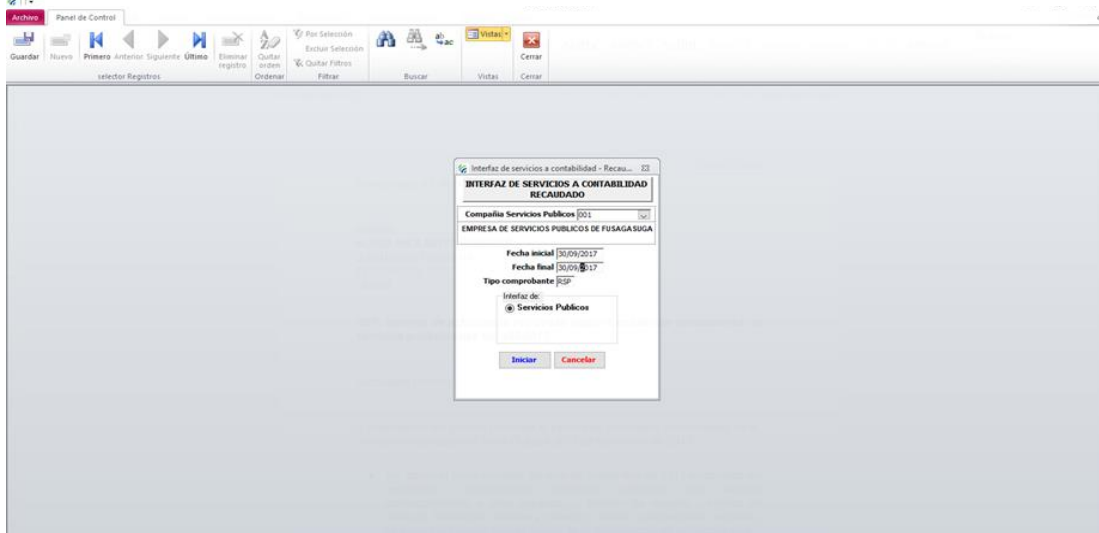 Archivo Panel de Control
Guardar Nuevo Primero Anterior Siguiente Último Eliminar registro Quitar orden
Por Selección
Excluir Selección
Quitar Filtros
ab ac
Vistas
Cerrar
selector Registros Ordenar Filtrar Buscar Vistas Cerrar
Interfaz de servicios a contabilidad - Recau...
INTERFAZ DE SERVICIOS A CONTABILIDAD
RECAUDADO
Compañia Servicios Publicos 001
EMPRESA DE SERVICIOS PUBLICOS DE FUSAGASUGA
Fecha inicial 30/09/2017
Fecha final 30/09/2017
Tipo comprobante RSP
Interfaz de:
Servicios Publicos
Iniciar Cancelar